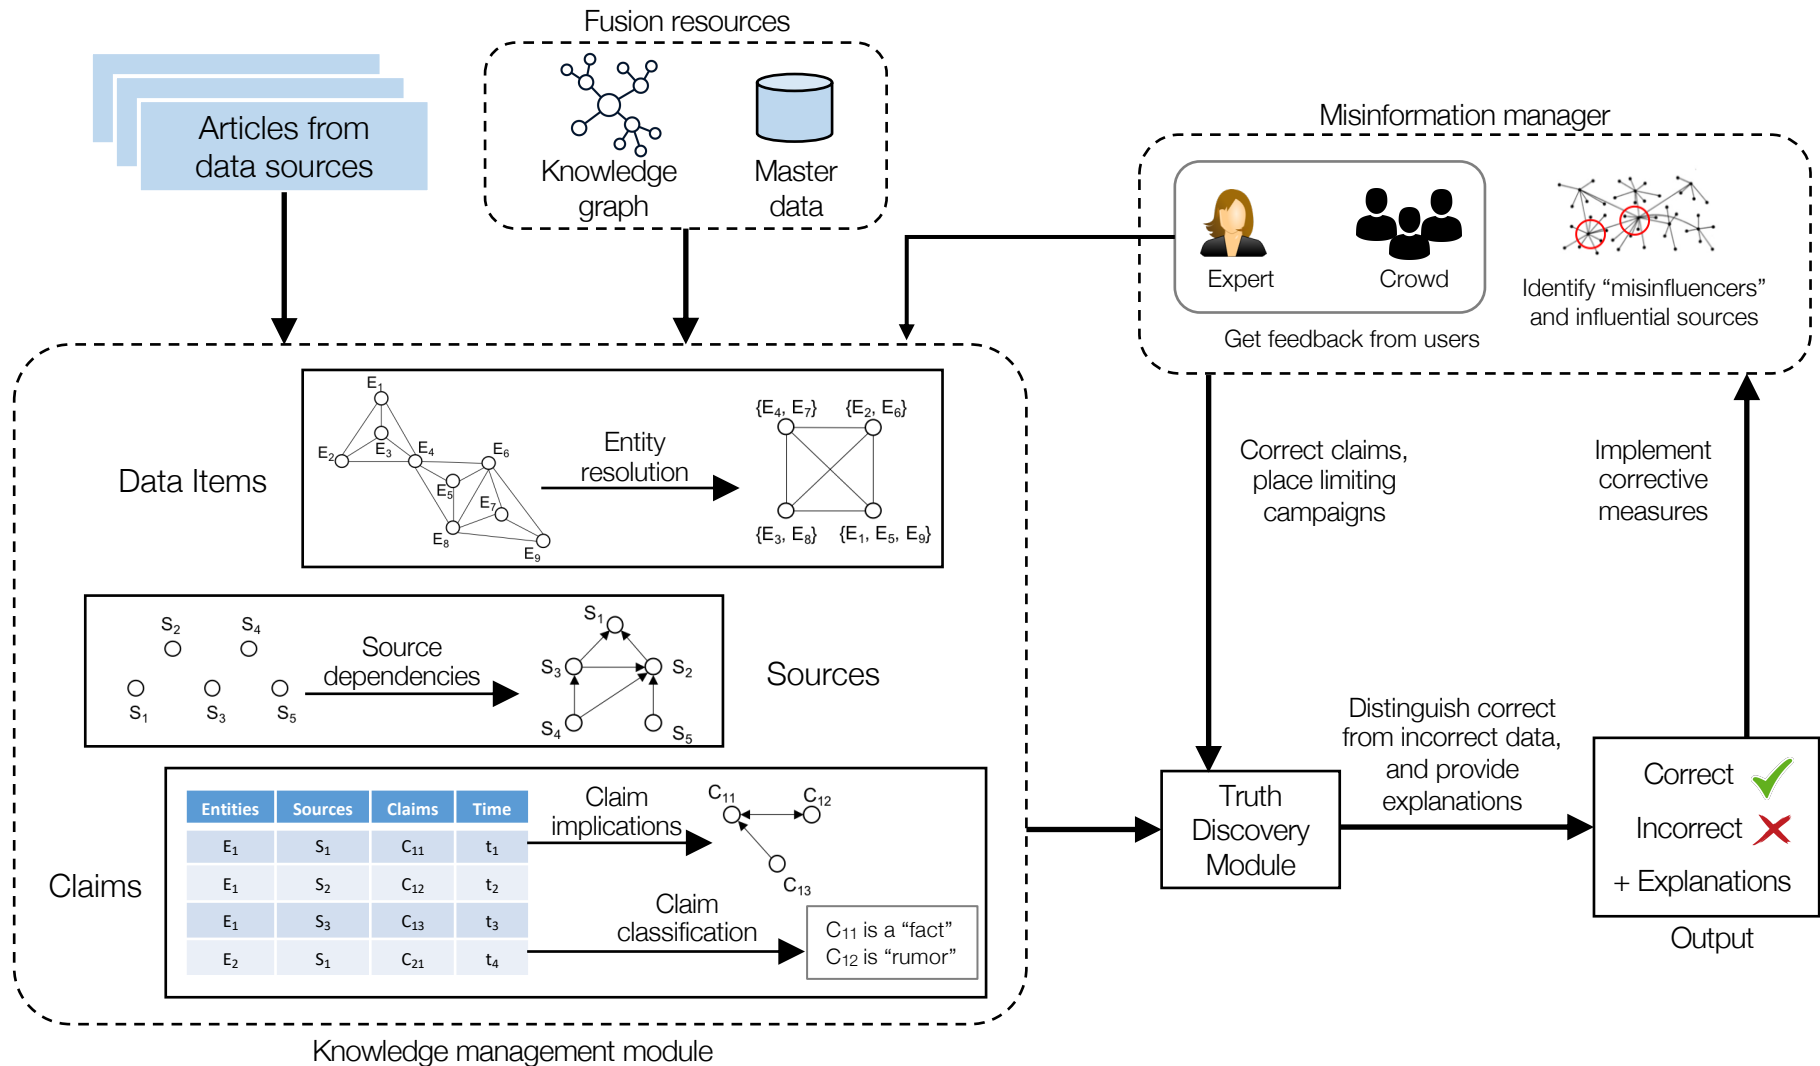 Fusion resources
Articles from
data sources
Knowledge
graph
Master
data
Misinformation manager
Expert
Crowd
Get feedback from users
Identify “misinfluencers”
and influential sources
Data Items
E₁
E₂
E₃
E₄
E₅
E₆
E₇
E₈
E₉
Entity
resolution
{E₄, E₇}
{E₂, E₆}
{E₃, E₈}
{E₁, E₅, E₉}
Correct claims,
place limiting
campaigns
Implement
corrective
measures
S₂
S₄
S₁
S₃
S₅
Source
dependencies
S₁
S₃
S₂
S₄
S₅
Sources
Claims
Entities Sources Claims Time
E₁ S₁ C₁₁ t₁
E₁ S₂ C₁₂ t₂
E₁ S₃ C₁₃ t₃
E₂ S₁ C₂₁ t₄
Claim
implications
C₁₁
C₁₂
C₁₃
Claim
classification
C₁₁ is a “fact”
C₁₂ is “rumor”
Knowledge management module
Truth
Discovery
Module
Distinguish correct
from incorrect data,
and provide
explanations
Correct
Incorrect
+ Explanations
Output